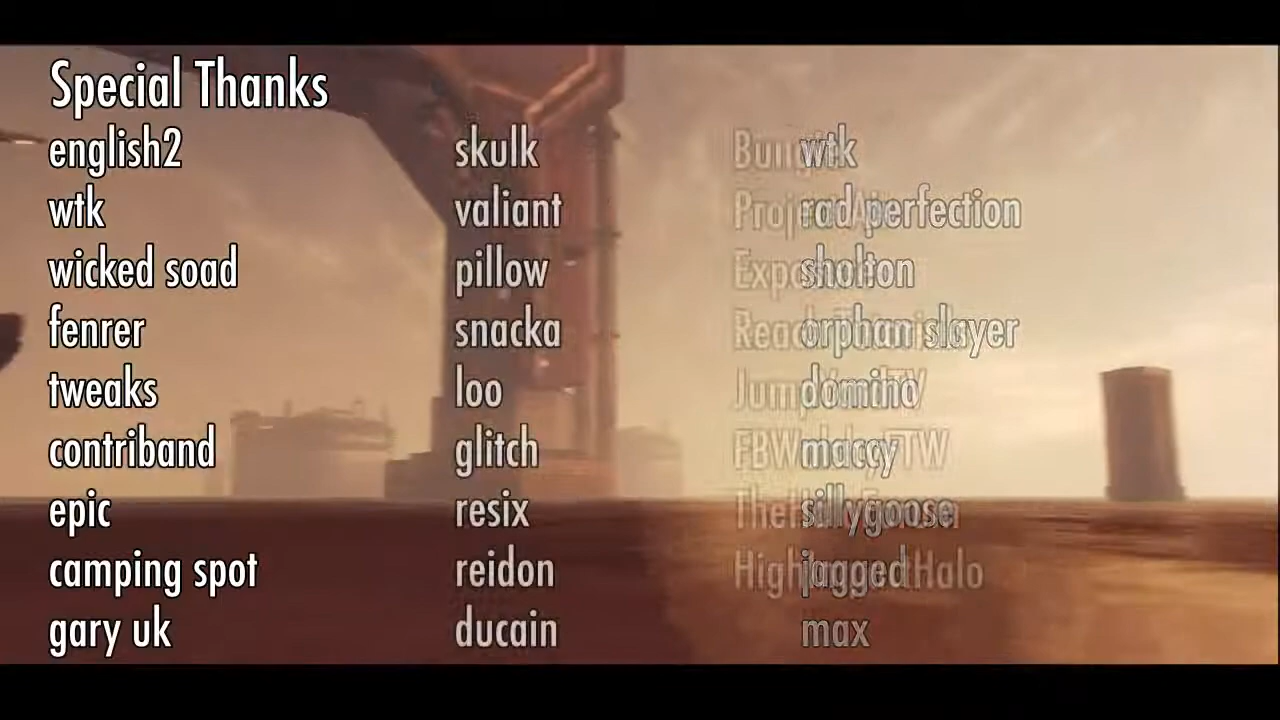 Special Thanks
english2
wtk
wicked soad
fenrer
tweaks
contriband
epic
camping spot
gary uk
skulk
valiant
pillow
snacka
loo
glitch
resix
reidon
ducain
wtk
rad perfection
sholton
orphan slayer
domino
maccy
sillygoose
jagged
max